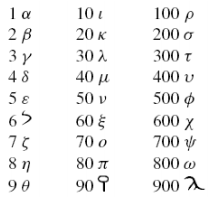 1 α 10 ι 100 ρ
2 β 20 κ 200 σ
3 γ 30 λ 300 τ
4 δ 40 μ 400 υ
5 ε 50 ν 500 φ
6 ϛ 60 ξ 600 χ
7 ζ 70 ο 700 ψ
8 η 80 π 800 ω
9 θ 90 ϙ 900 ϡ